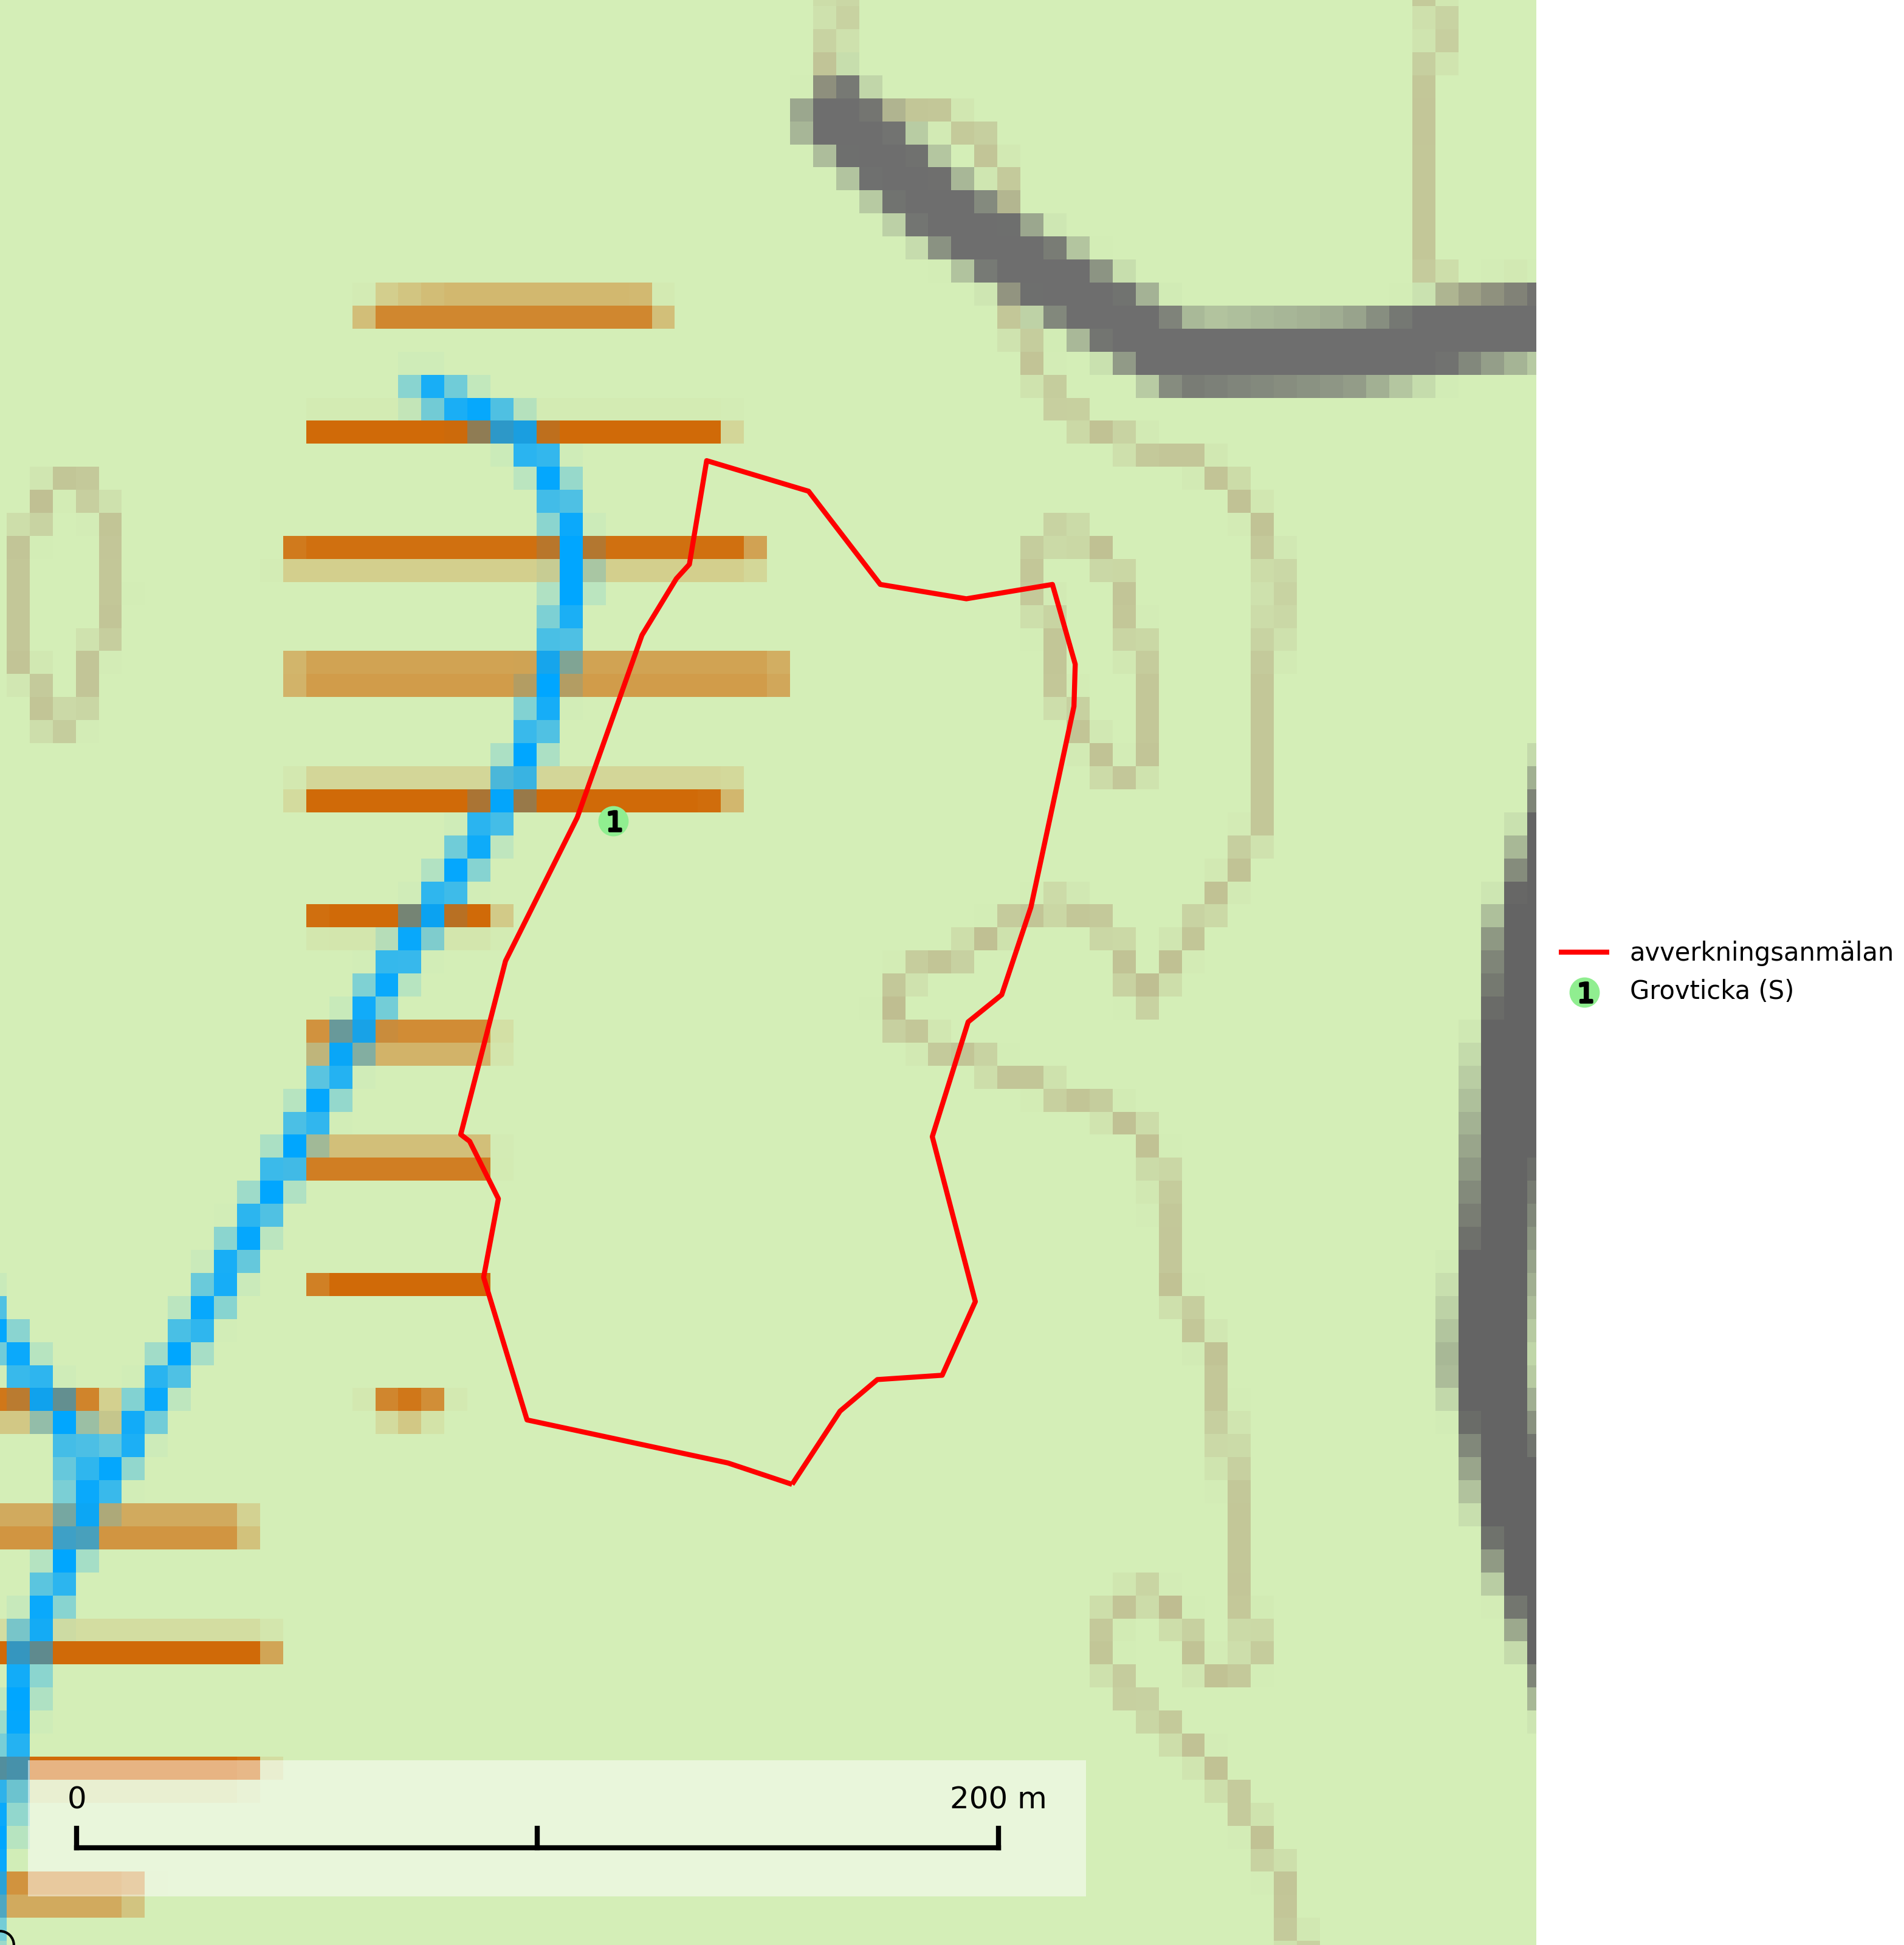 1
avverkningsanmälan
1 Grovticka (S)
0 200 m